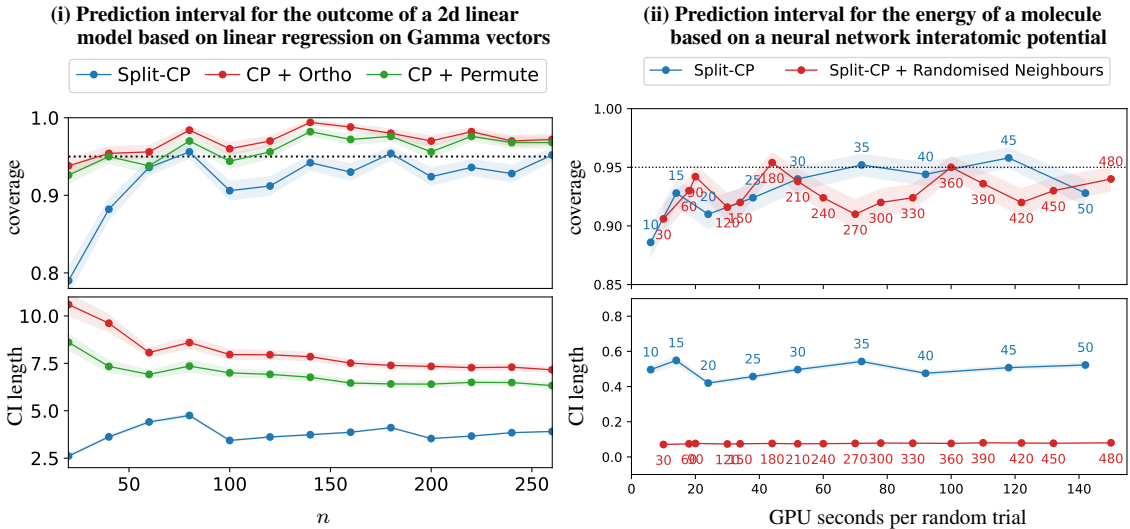 (i) Prediction interval for the outcome of a 2d linear
model based on linear regression on Gamma vectors
Split-CP CP + Ortho CP + Permute
1.0
0.9
0.8
coverage
10.0
7.5
5.0
2.5
CI length
50 100 150 200 250
n
(ii) Prediction interval for the energy of a molecule
based on a neural network interatomic potential
Split-CP Split-CP + Randomised Neighbours
1.00
0.95
0.90
0.85
coverage
10 15 20 25 30 35 40 45 50
30 60 90 120 150 180 210 240 270 300 330 360 390 420 450 480
0.8
0.6
0.4
0.2
0.0
CI length
10 15 20 25 30 35 40 45 50
30 60 90 120 150 180 210 240 270 300 330 360 390 420 450 480
0 20 40 60 80 100 120 140
GPU seconds per random trial